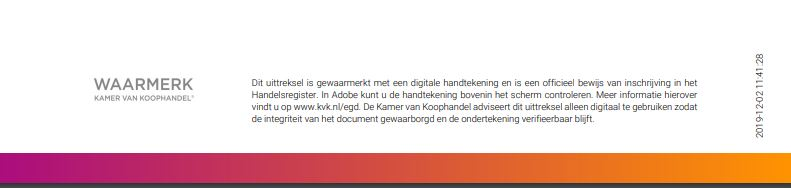 WAARMERK
KAMER VAN KOOPHANDEL®
Dit uittreksel is gewaarmerkt met een digitale handtekening en is een officieel bewijs van inschrijving in het
Handelsregister. In Adobe kunt u de handtekening bovenin het scherm controleren. Meer informatie hierover
vindt u op www.kvk.nl/egd. De Kamer van Koophandel adviseert dit uittreksel alleen digitaal te gebruiken zodat
de integriteit van het document gewaarborgd en de ondertekening verifieerbaar blijft.
2019-12-02 11:41:28